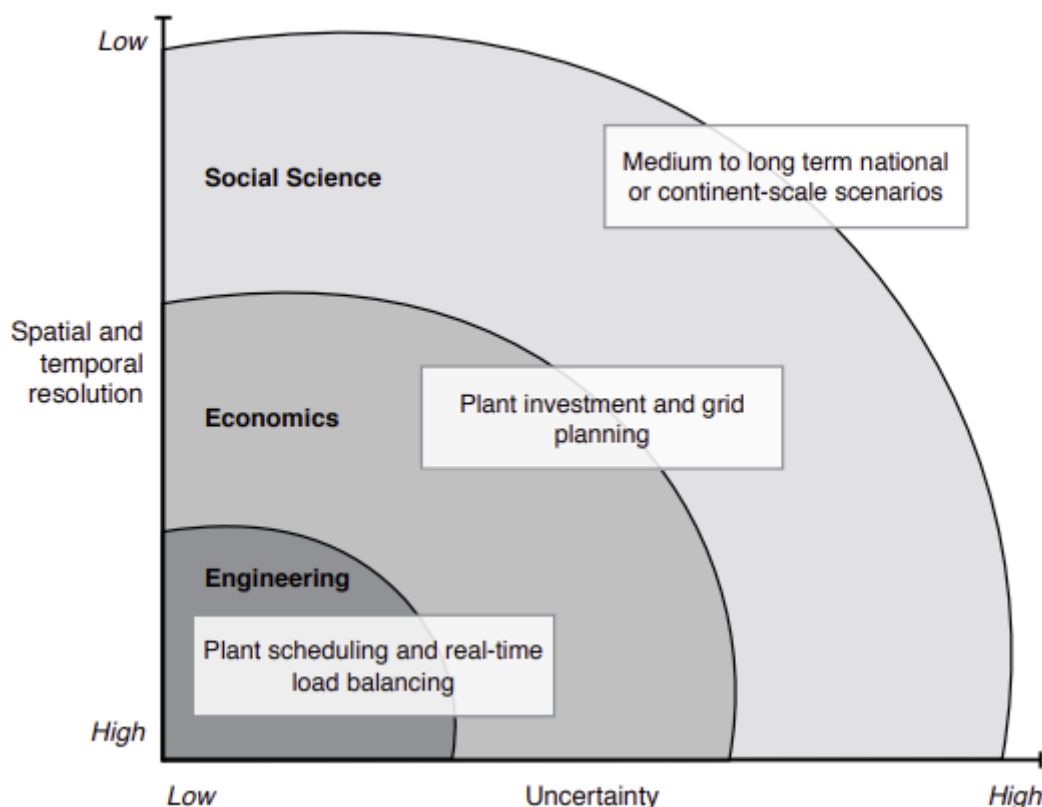 Low
Social Science
Medium to long term national
or continent-scale scenarios
Spatial and
temporal
resolution
Economics
Plant investment and grid
planning
Engineering
Plant scheduling and real-time
load balancing
High
Low
Uncertainty
High